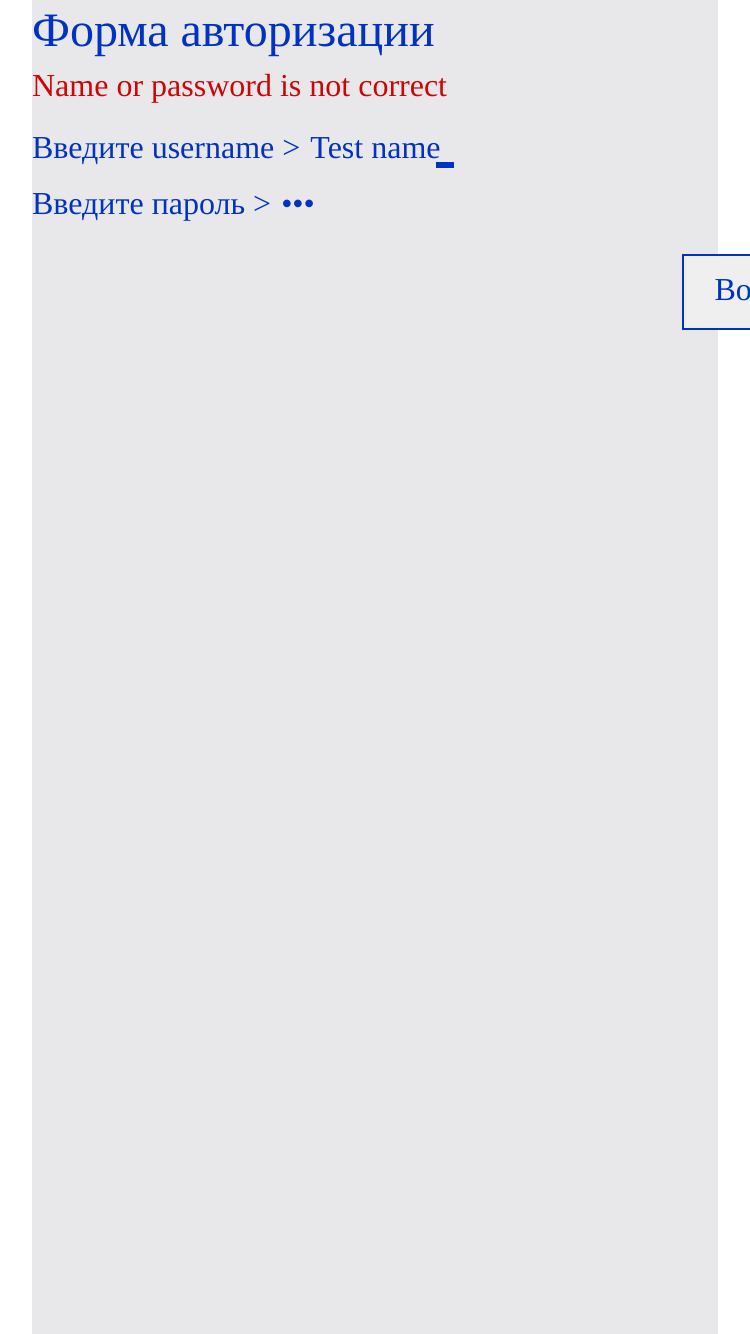 Форма авторизации
Name or password is not correct
Введите username > Test name
Введите пароль > •••
Во